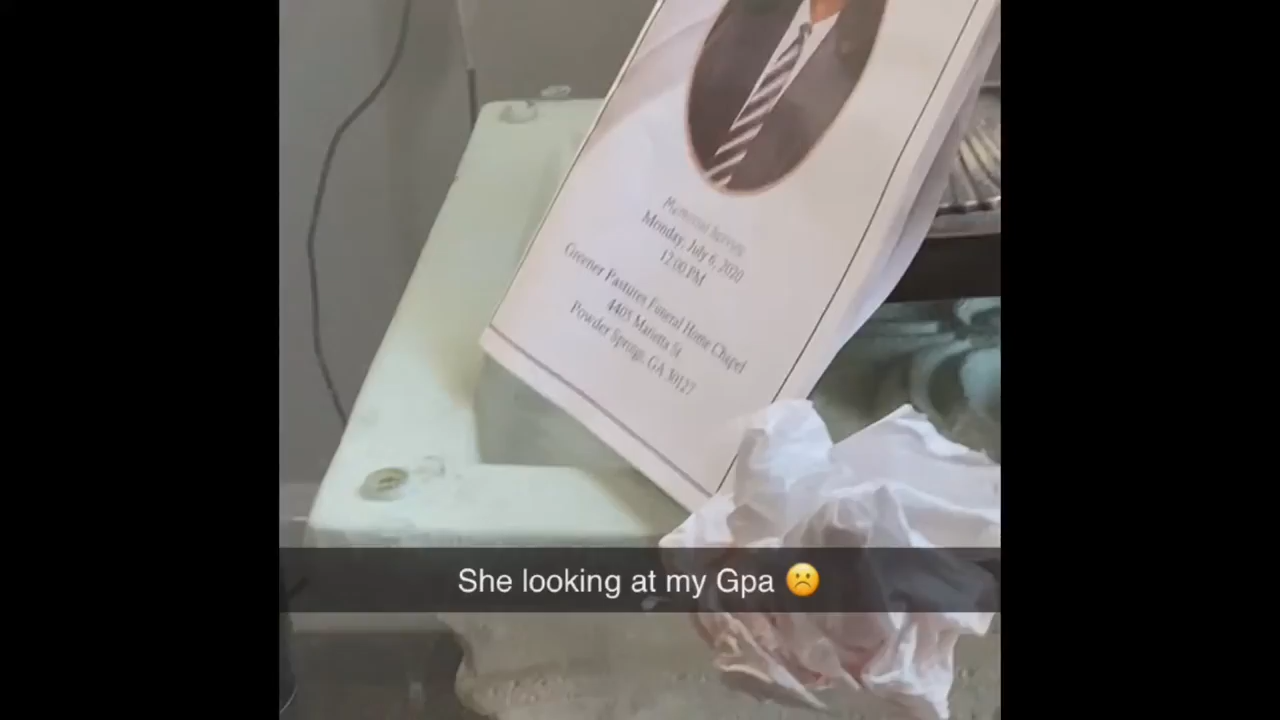 Memorial Service
Monday, July 6, 2020
12:00 PM
Greener Pastures Funeral Home Chapel
4405 Marietta St
Powder Springs, GA 30127
She looking at my Gpa ☹️